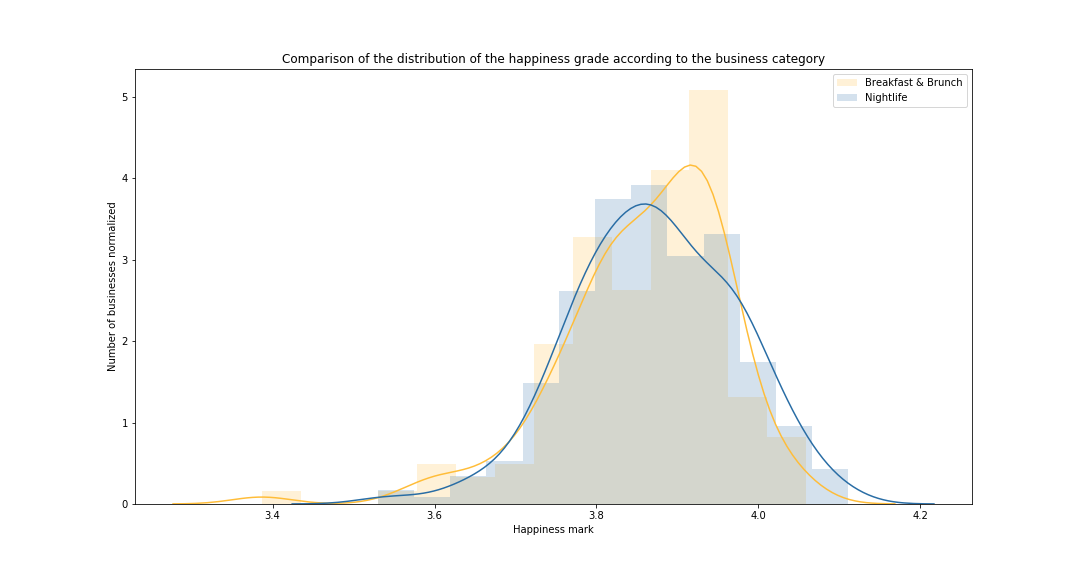 Comparison of the distribution of the happiness grade according to the business category
Breakfast & Brunch
Nightlife
Number of businesses normalized
5
4
3
2
1
0
3.4 3.6 3.8 4.0 4.2
Happiness mark